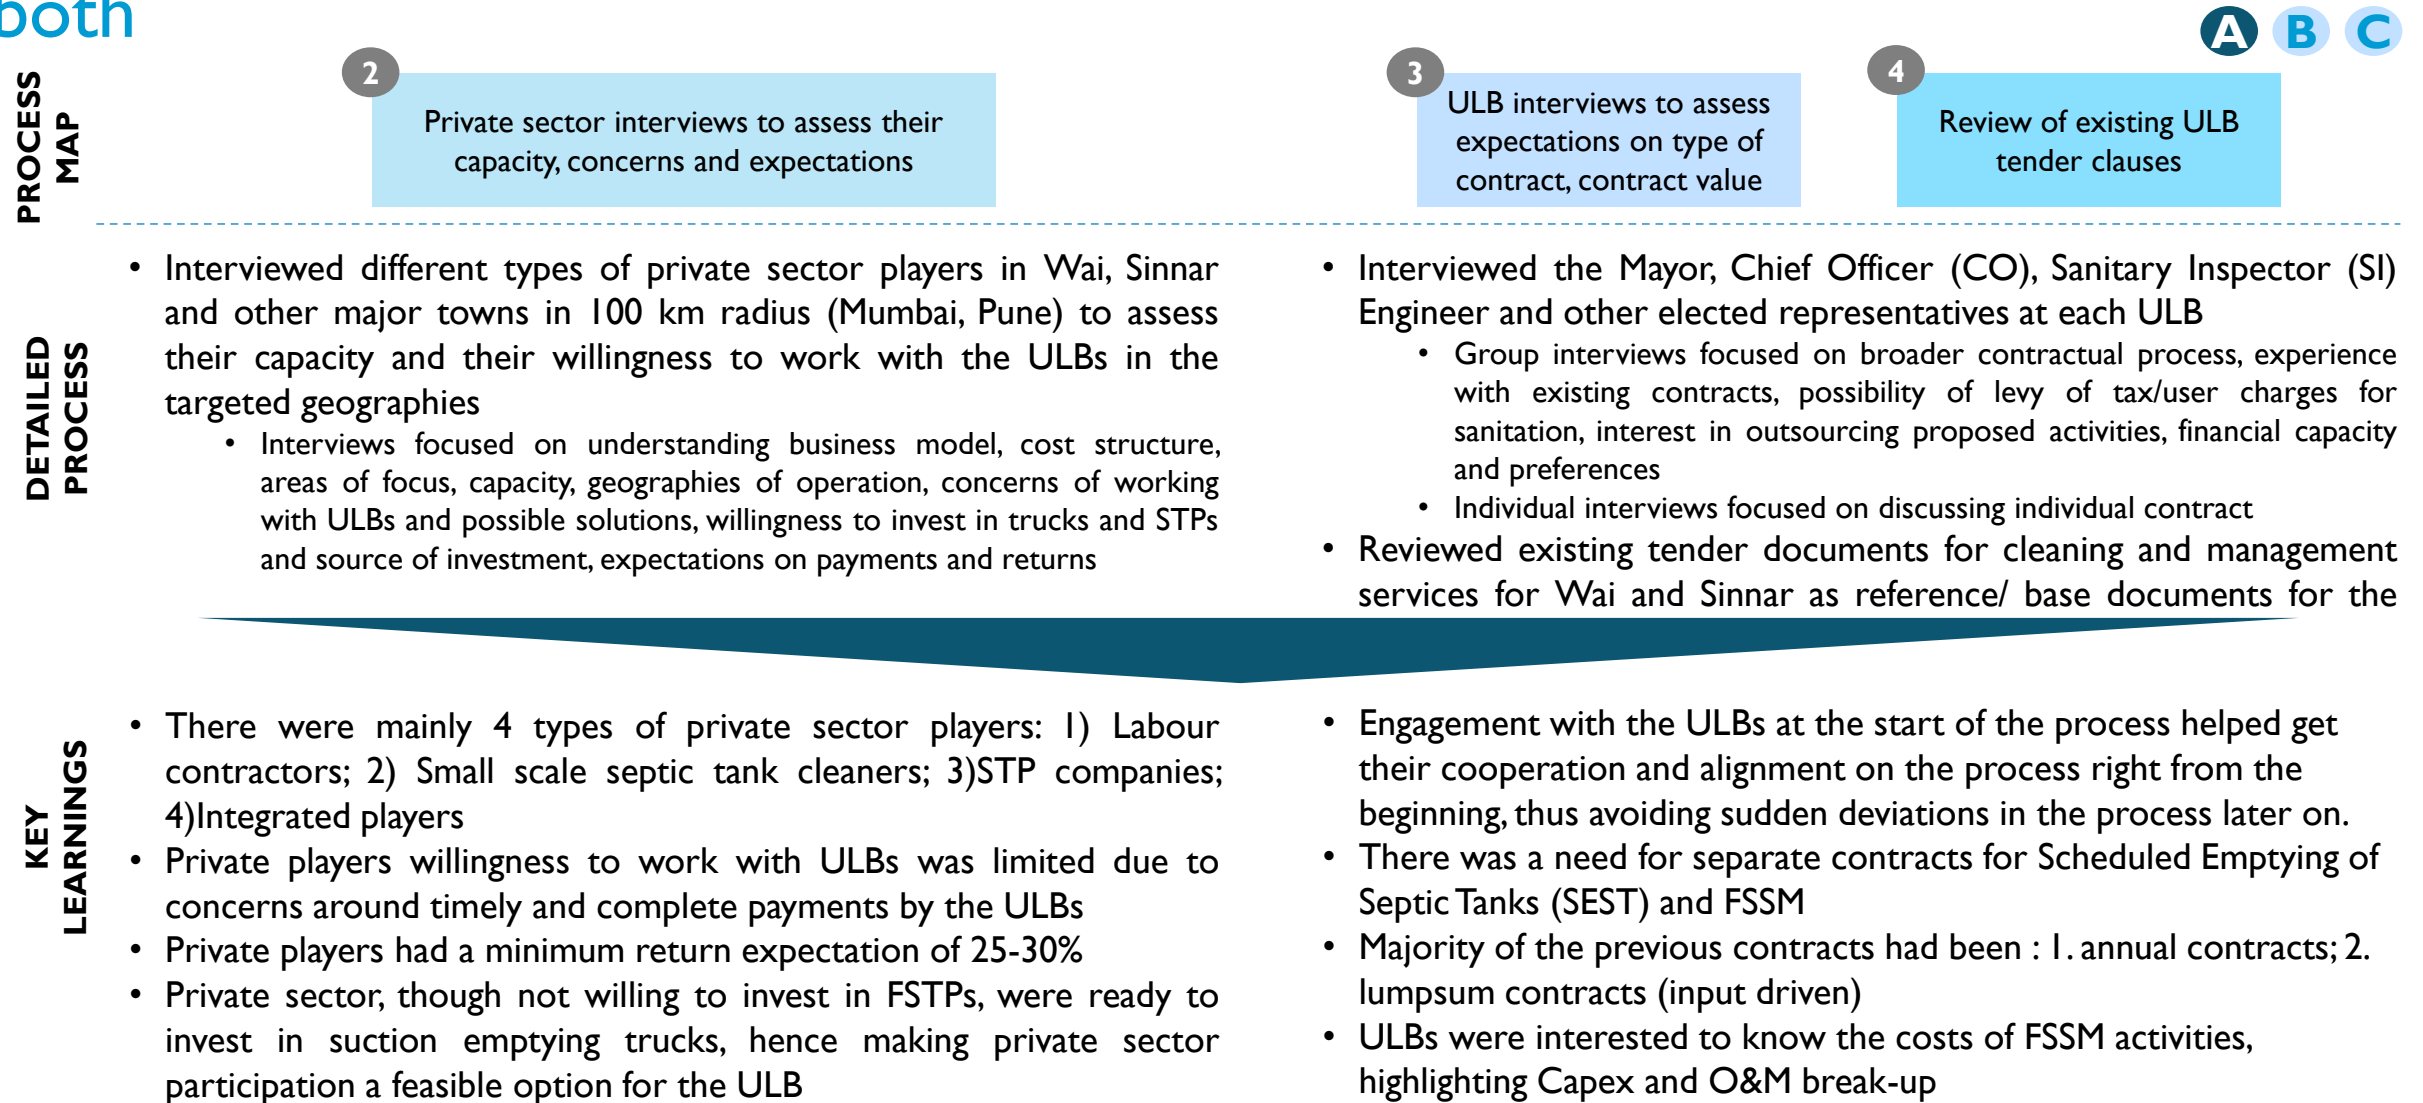 both
A B C
PROCESS
MAP
2
Private sector interviews to assess their
capacity, concerns and expectations
3
ULB interviews to assess
expectations on type of
contract, contract value
4
Review of existing ULB
tender clauses
DETAILED
PROCESS
• Interviewed different types of private sector players in Wai, Sinnar
and other major towns in 100 km radius (Mumbai, Pune) to assess
their capacity and their willingness to work with the ULBs in the
targeted geographies
• Interviews focused on understanding business model, cost structure,
areas of focus, capacity, geographies of operation, concerns of working
with ULBs and possible solutions, willingness to invest in trucks and STPs
and source of investment, expectations on payments and returns
• Interviewed the Mayor, Chief Officer (CO), Sanitary Inspector (SI)
Engineer and other elected representatives at each ULB
• Group interviews focused on broader contractual process, experience
with existing contracts, possibility of levy of tax/user charges for
sanitation, interest in outsourcing proposed activities, financial capacity
and preferences
• Individual interviews focused on discussing individual contract
• Reviewed existing tender documents for cleaning and management
services for Wai and Sinnar as reference/ base documents for the
KEY
LEARNINGS
• There were mainly 4 types of private sector players: 1) Labour
contractors; 2) Small scale septic tank cleaners; 3)STP companies;
4)Integrated players
• Private players willingness to work with ULBs was limited due to
concerns around timely and complete payments by the ULBs
• Private players had a minimum return expectation of 25-30%
• Private sector, though not willing to invest in FSTPs, were ready to
invest in suction emptying trucks, hence making private sector
participation a feasible option for the ULB
• Engagement with the ULBs at the start of the process helped get
their cooperation and alignment on the process right from the
beginning, thus avoiding sudden deviations in the process later on.
• There was a need for separate contracts for Scheduled Emptying of
Septic Tanks (SEST) and FSSM
• Majority of the previous contracts had been : 1. annual contracts; 2.
lumpsum contracts (input driven)
• ULBs were interested to know the costs of FSSM activities,
highlighting Capex and O&M break-up